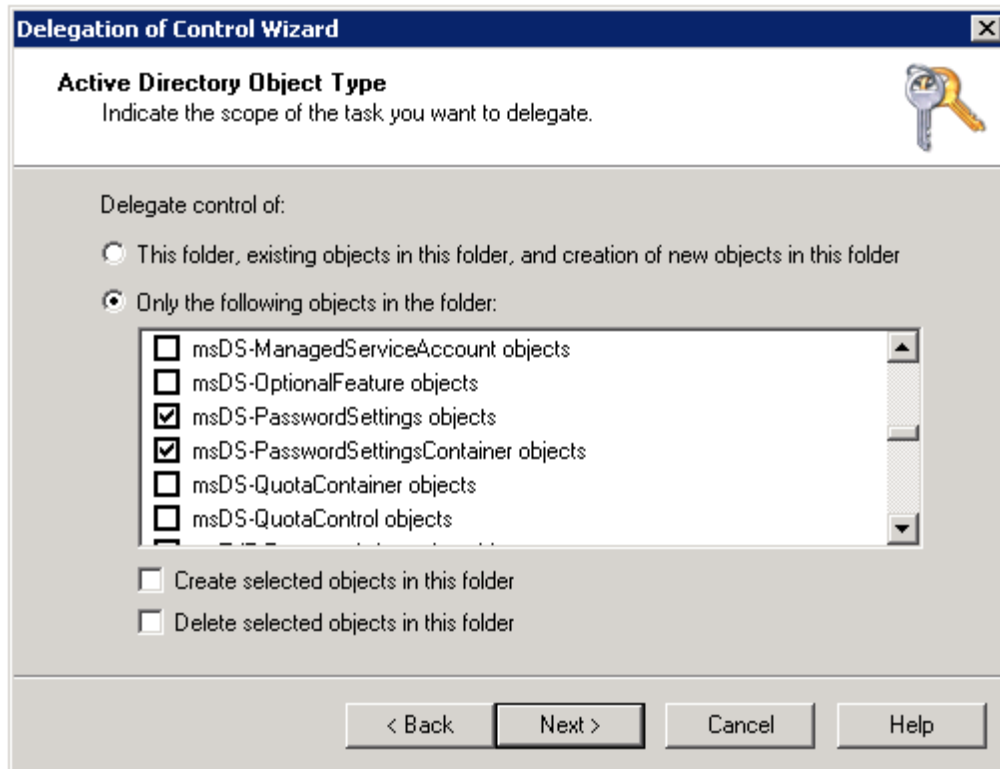 Delegation of Control Wizard
Active Directory Object Type
Indicate the scope of the task you want to delegate.
Delegate control of:
This folder, existing objects in this folder, and creation of new objects in this folder
Only the following objects in the folder:
msDS-ManagedServiceAccount objects
msDS-OptionalFeature objects
msDS-PasswordSettings objects
msDS-PasswordSettingsContainer objects
msDS-QuotaContainer objects
msDS-QuotaControl objects
Create selected objects in this folder
Delete selected objects in this folder
< Back Next > Cancel Help